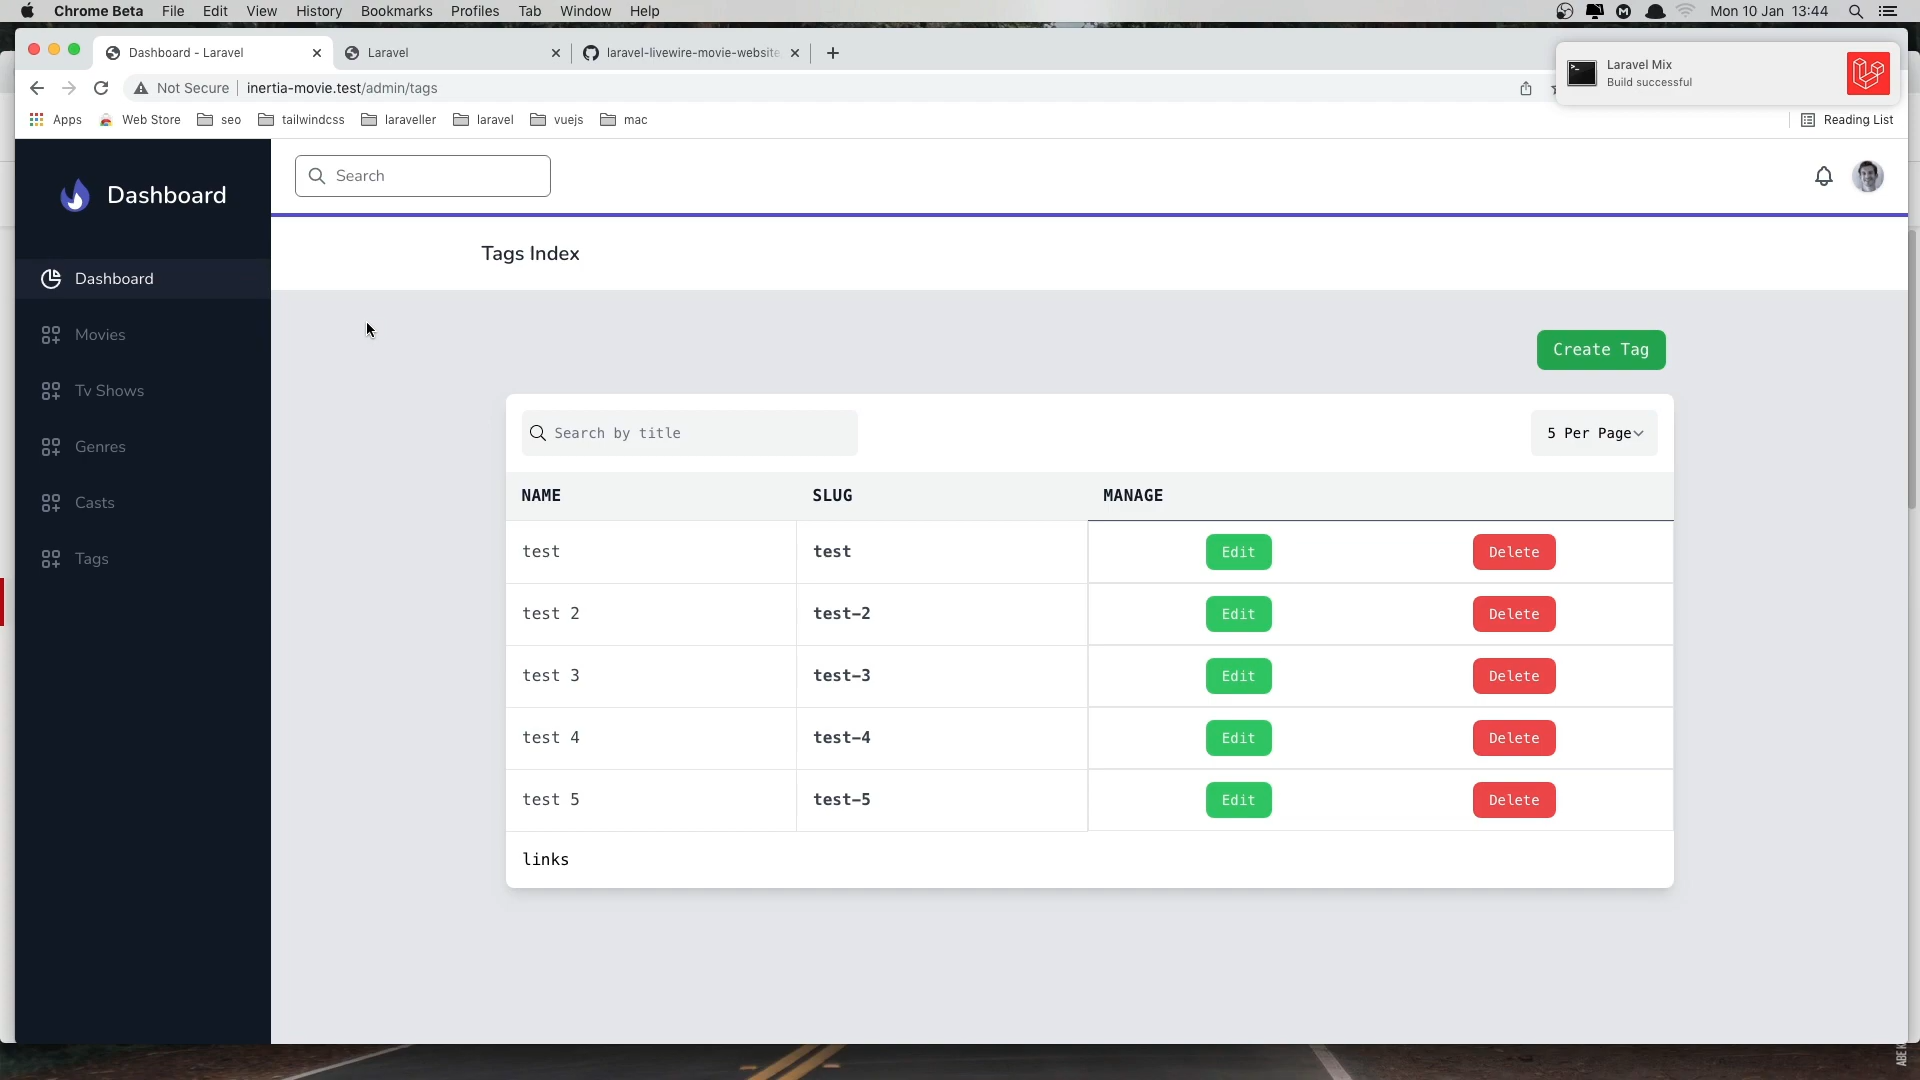 Chrome Beta File Edit View History Bookmarks Profiles Tab Window Help Mon 10 Jan 13:44
Dashboard - Laravel
Laravel
laravel-livewire-movie-website
Laravel Mix
Build successful
Not Secure inertia-movie.test/admin/tags
Apps Web Store seo tailwindcss laraveller laravel vuejs mac Reading List
Dashboard
Search
Tags Index
Dashboard
Movies
Tv Shows
Genres
Casts
Tags
Create Tag
Search by title
5 Per Page
NAME SLUG MANAGE
test test Edit Delete
test 2 test-2 Edit Delete
test 3 test-3 Edit Delete
test 4 test-4 Edit Delete
test 5 test-5 Edit Delete
links